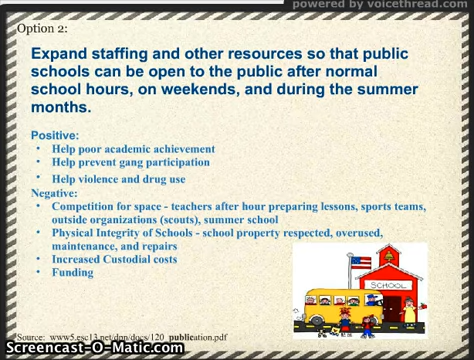 powered by voicethread.com
Option 2:
Expand staffing and other resources so that public
schools can be open to the public after normal
school hours, on weekends, and during the summer
months.
Positive:
• Help poor academic achievement
• Help prevent gang participation
• Help violence and drug use
Negative:
• Competition for space - teachers after hour preparing lessons, sports teams,
outside organizations (scouts), summer school
• Physical Integrity of Schools - school property respected, overused,
maintenance, and repairs
• Increased Custodial costs
• Funding
SCHOOL
Source: www5.esc13.net/dpp/docs/120_publication.pdf
Screencast-O-Matic.com